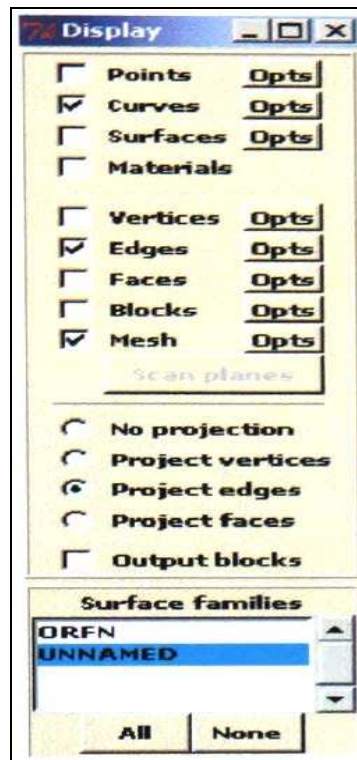 Display
Points Opts
Curves Opts
Surfaces Opts
Materials
Vertices Opts
Edges Opts
Faces Opts
Blocks Opts
Mesh Opts
Scan planes
No projection
Project vertices
Project edges
Project faces
Output blocks
Surface families
ORFN
UNNAMED
All None